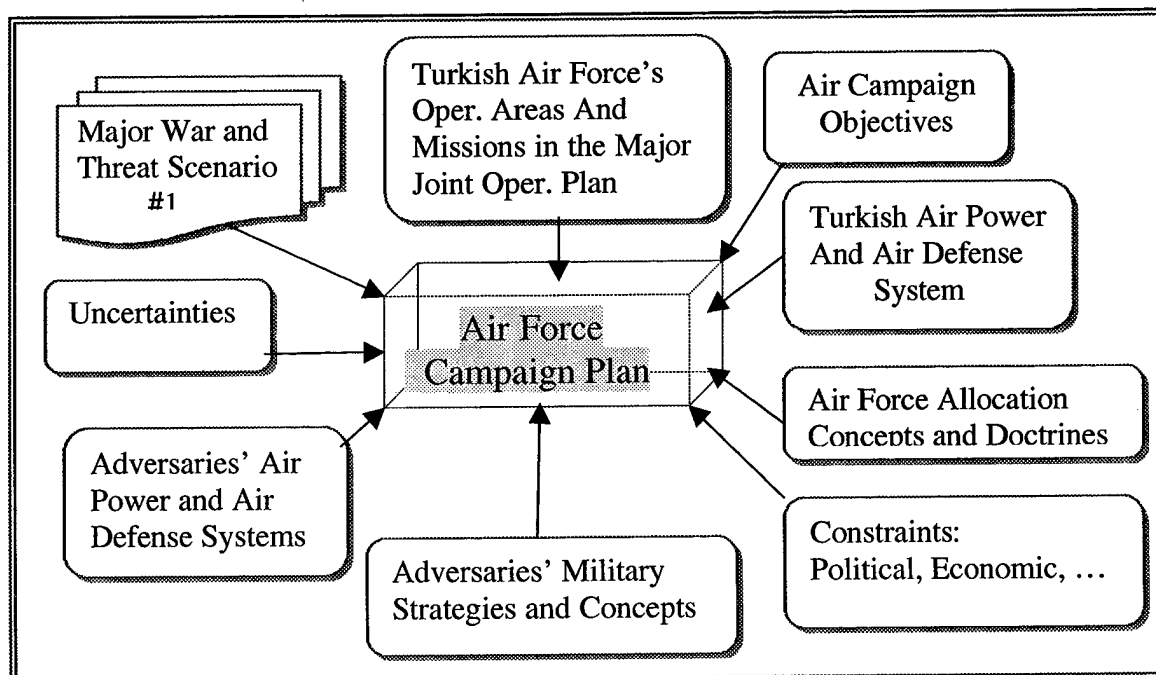 Major War and
Threat Scenario
#1
Turkish Air Force's
Oper. Areas And
Missions in the Major
Joint Oper. Plan
Air Campaign
Objectives
Turkish Air Power
And Air Defense
System
Uncertainties
Air Force
Campaign Plan
Air Force Allocation
Concepts and Doctrines
Adversaries' Air
Power and Air
Defense Systems
Adversaries' Military
Strategies and Concepts
Constraints:
Political, Economic, …